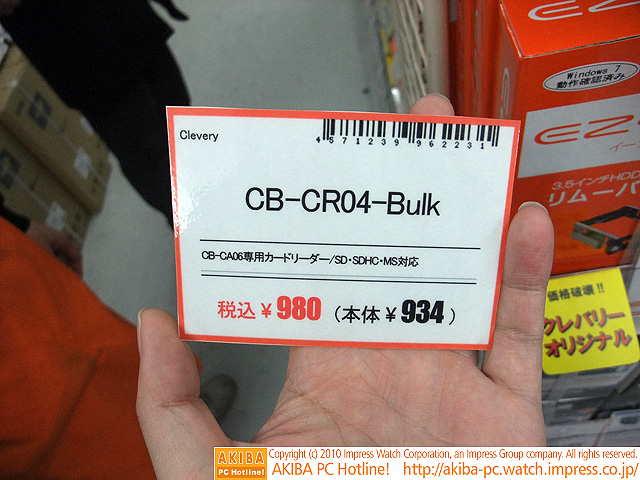 Clevery
4 571239 962231
CB-CR04-Bulk
CB-CA06専用カードリーダー/SD・SDHC・MS対応
税込￥980（本体￥934）
Windows 7
動作確認済み
3.5インチHDD
リムーバ
価格破壊!!
クレバリー
オリジナル
AKIBA
PC Hotline!
Copyright (c) 2010 Impress Watch Corporation, an Impress Group company. All rights reserved.
AKIBA PC Hotline! http://akiba-pc.watch.impress.co.jp/